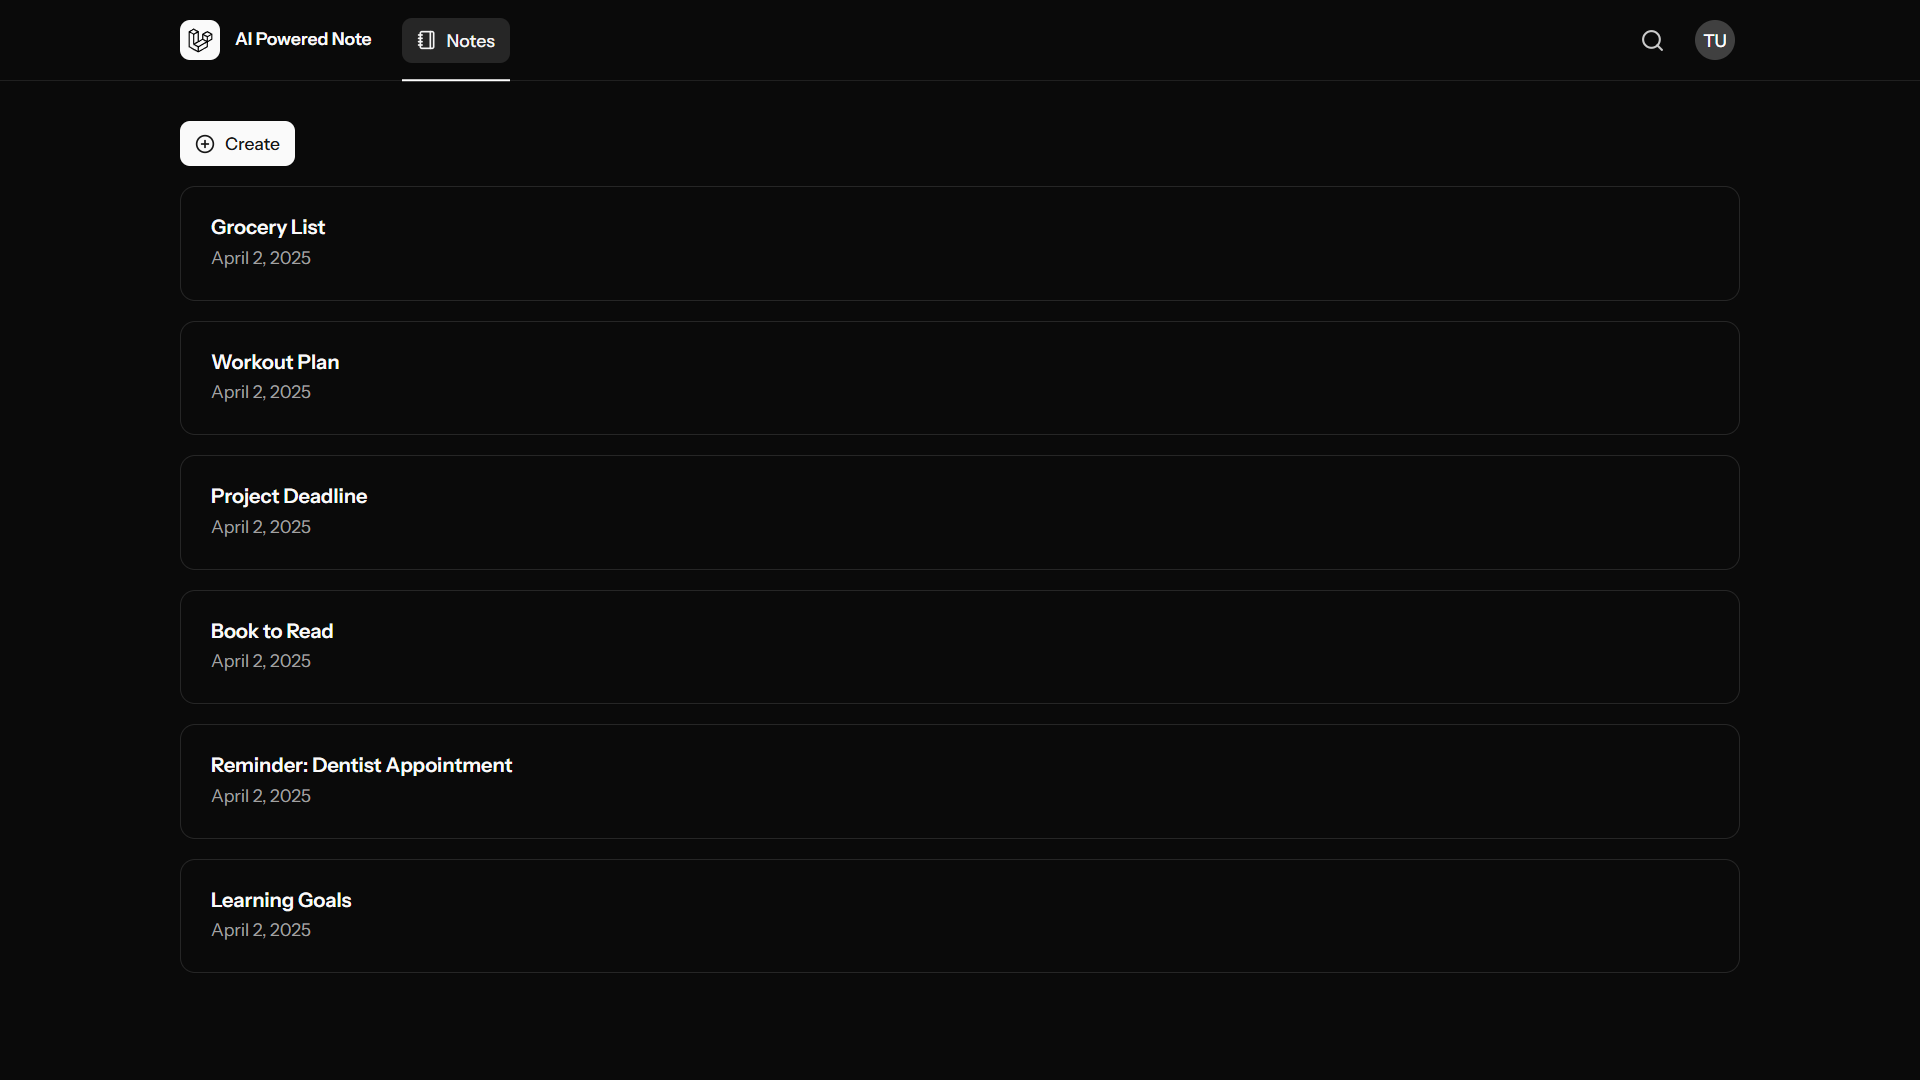 AI Powered Note
Notes
TU
Create
Grocery List
April 2, 2025
Workout Plan
April 2, 2025
Project Deadline
April 2, 2025
Book to Read
April 2, 2025
Reminder: Dentist Appointment
April 2, 2025
Learning Goals
April 2, 2025